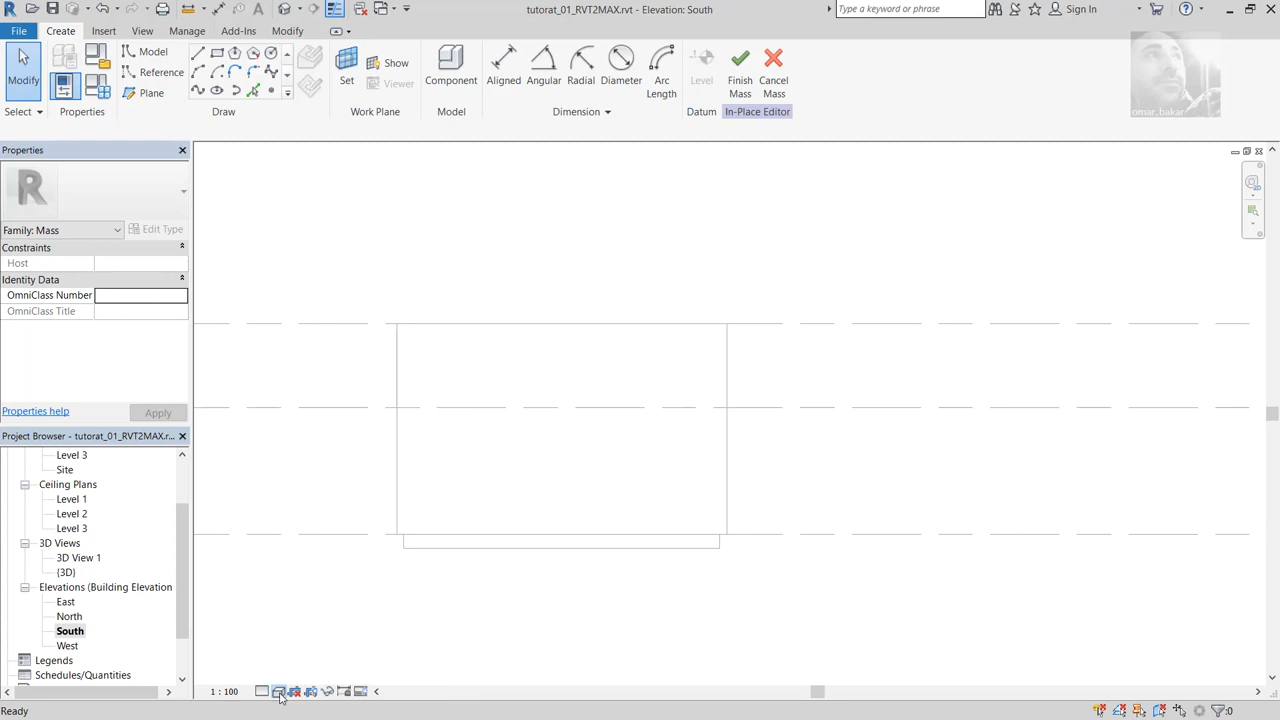 tutorat_01_RVT2MAX.rvt - Elevation: South
Type a keyword or phrase
Sign In
File
Create
Insert
View
Manage
Add-Ins
Modify
Modify
Select
Properties
Model
Reference
Plane
Draw
Set
Show
Viewer
Work Plane
Component
Model
Aligned
Angular
Radial
Diameter
Arc
Length
Dimension
Level
Datum
Finish
Mass
Cancel
Mass
In-Place Editor
omar.bakar
Properties
Family: Mass
Edit Type
Constraints
Host
Identity Data
OmniClass Number
OmniClass Title
Properties help
Apply
Project Browser - tutorat_01_RVT2MAX.r...
Level 3
Site
Ceiling Plans
Level 1
Level 2
Level 3
3D Views
3D View 1
{3D}
Elevations (Building Elevation
East
North
South
West
Legends
Schedules/Quantities
1 : 100
Ready
:0